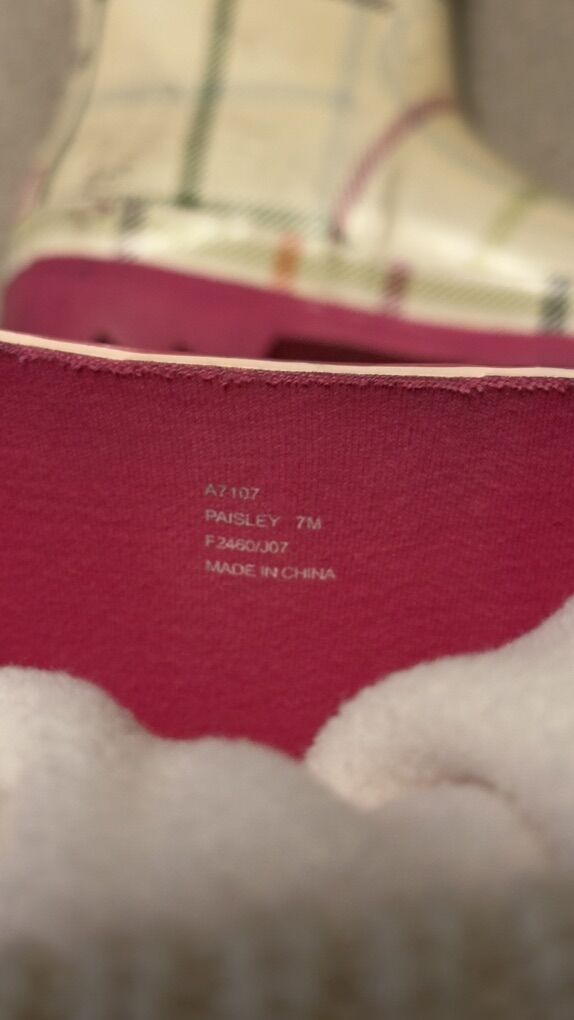 A7107
PAISLEY 7M
F2460/J07
MADE IN CHINA